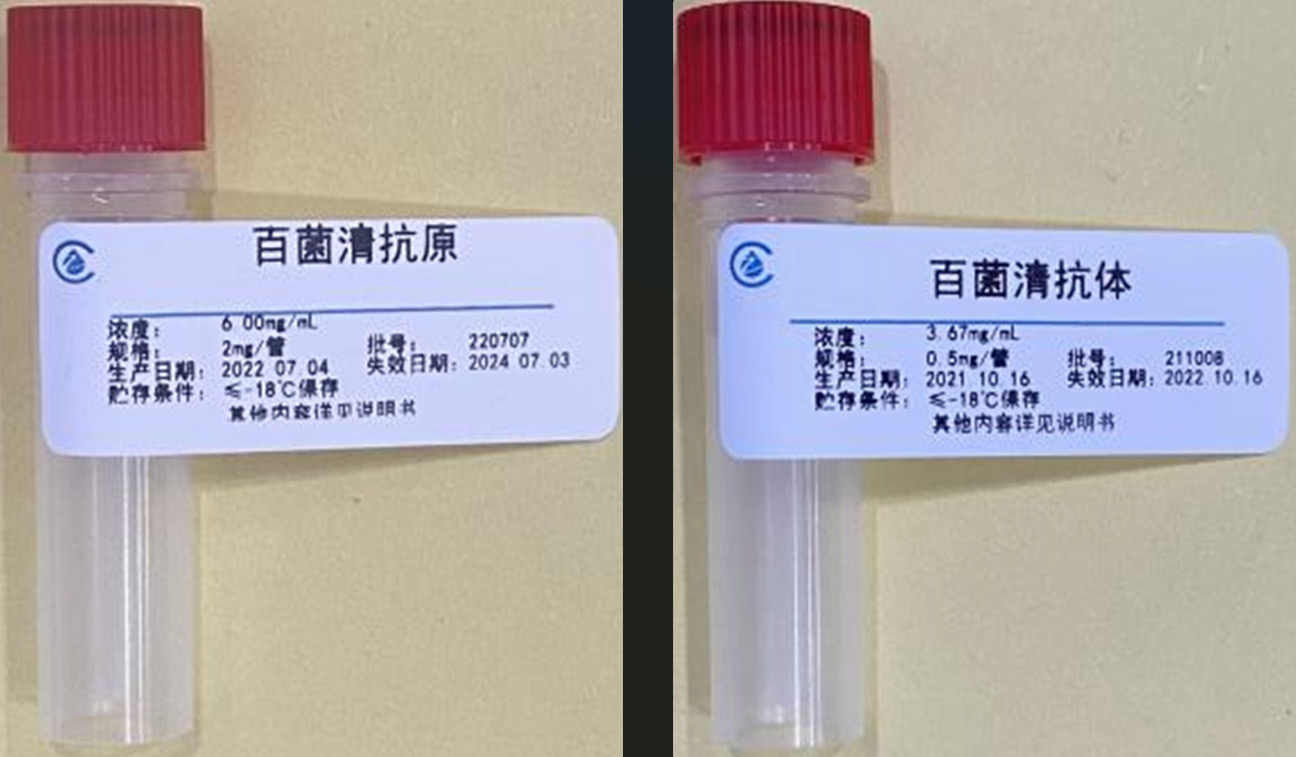 百菌清抗原
浓度： 6.00mg/mL
规格： 2mg/管 批号： 220707
生产日期： 2022 07 04 失效日期： 2024 07 03
贮存条件： ≤-18℃保存
其他内容详见说明书
百菌清抗体
浓度： 3.67mg/mL
规格： 0.5mg/管 批号： 211008
生产日期： 2021.10.16 失效日期： 2022.10.16
贮存条件： ≤-18℃保存
其他内容详见说明书